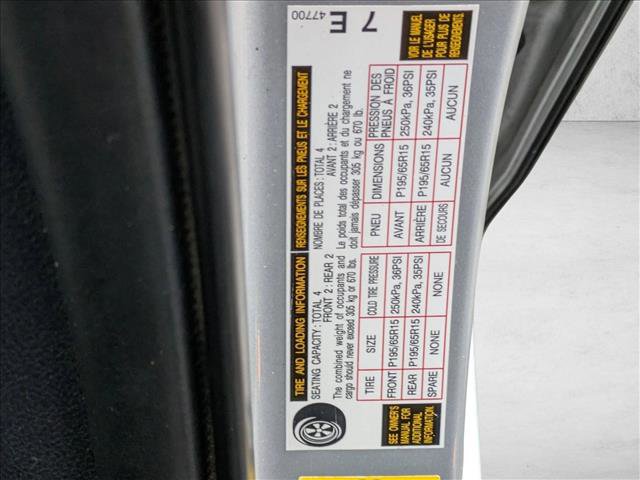 TIRE AND LOADING INFORMATION
SEATING CAPACITY: TOTAL 4
FRONT 2: REAR 2
The combined weight of occupants and
cargo should never exceed 305 kg or 670 lbs.
TIRE SIZE COLD TIRE PRESSURE
FRONT P195/65R15 250kPa, 36PSI
REAR P195/65R15 240kPa, 35PSI
SPARE NONE NONE
SEE OWNER'S
MANUAL FOR
ADDITIONAL
INFORMATION.
RENSEIGNEMENTS SUR LES PNEUS ET LE CHARGEMENT
NOMBRE DE PLACES: TOTAL 4
AVANT 2: ARRIÈRE 2
Le poids total des occupants et du chargement ne
doit jamais dépasser 305 kg ou 670 lb.
PNEU DIMENSIONS PRESSION DES
PNEUS À FROID
AVANT P195/65R15 250kPa, 36PSI
ARRIÈRE P195/65R15 240kPa, 35PSI
DE SECOURS AUCUN AUCUN
VOIR LE MANUEL
DE L'USAGER
POUR PLUS DE
RENSEIGNEMENTS.
47700
7 E